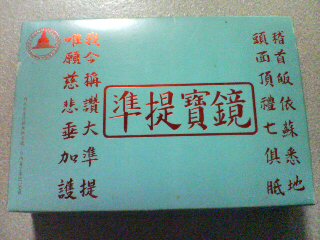 稽首皈依蘇悉地
頭面頂禮七俱胝
準提寶鏡
我今稱讚大準提
唯願慈悲垂加護